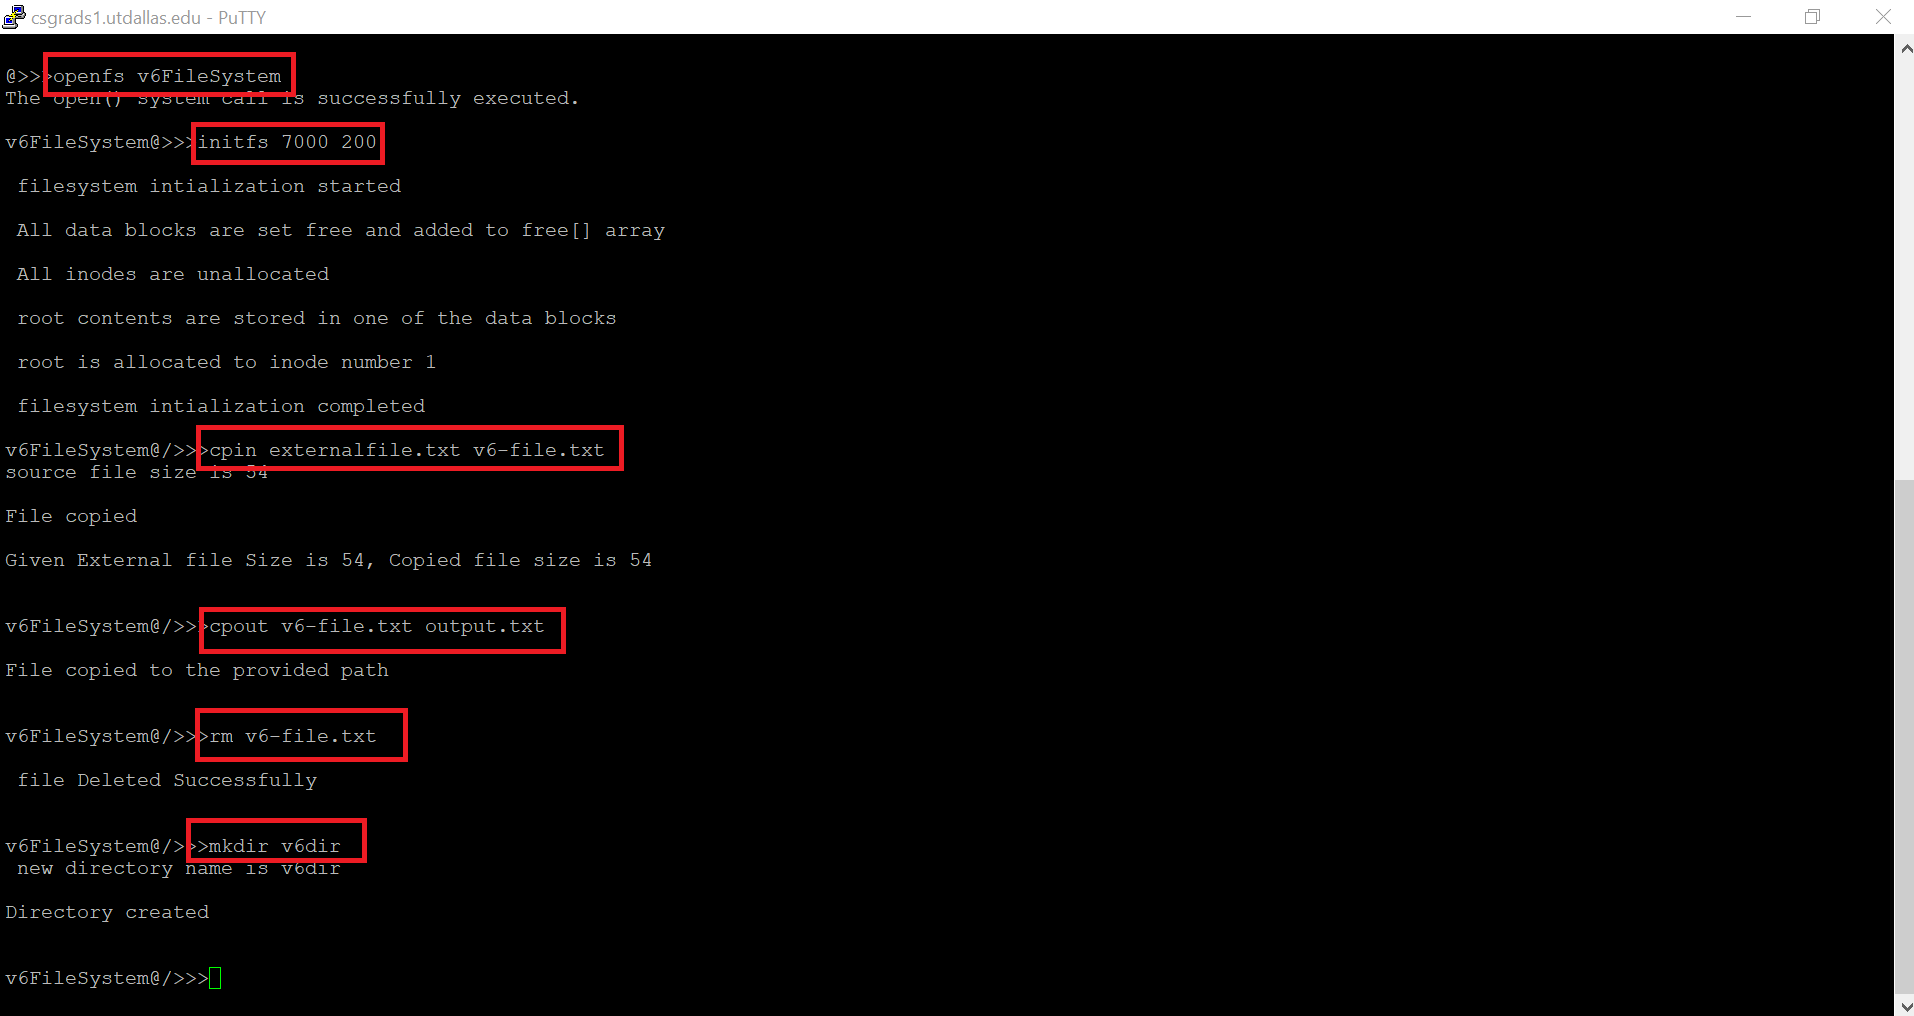 csgrads1.utdallas.edu - PuTTY
@>>>openfs v6FileSystem
The open() system call is successfully executed.
v6FileSystem@>>>initfs 7000 200
filesystem intialization started
All data blocks are set free and added to free[] array
All inodes are unallocated
root contents are stored in one of the data blocks
root is allocated to inode number 1
filesystem intialization completed
v6FileSystem@/>>>cpin externalfile.txt v6-file.txt
source file size is 54
File copied
Given External file Size is 54, Copied file size is 54
v6FileSystem@/>>>cpout v6-file.txt output.txt
File copied to the provided path
v6FileSystem@/>>>rm v6-file.txt
file Deleted Successfully
v6FileSystem@/>>>mkdir v6dir
new directory name is v6dir
Directory created
v6FileSystem@/>>>